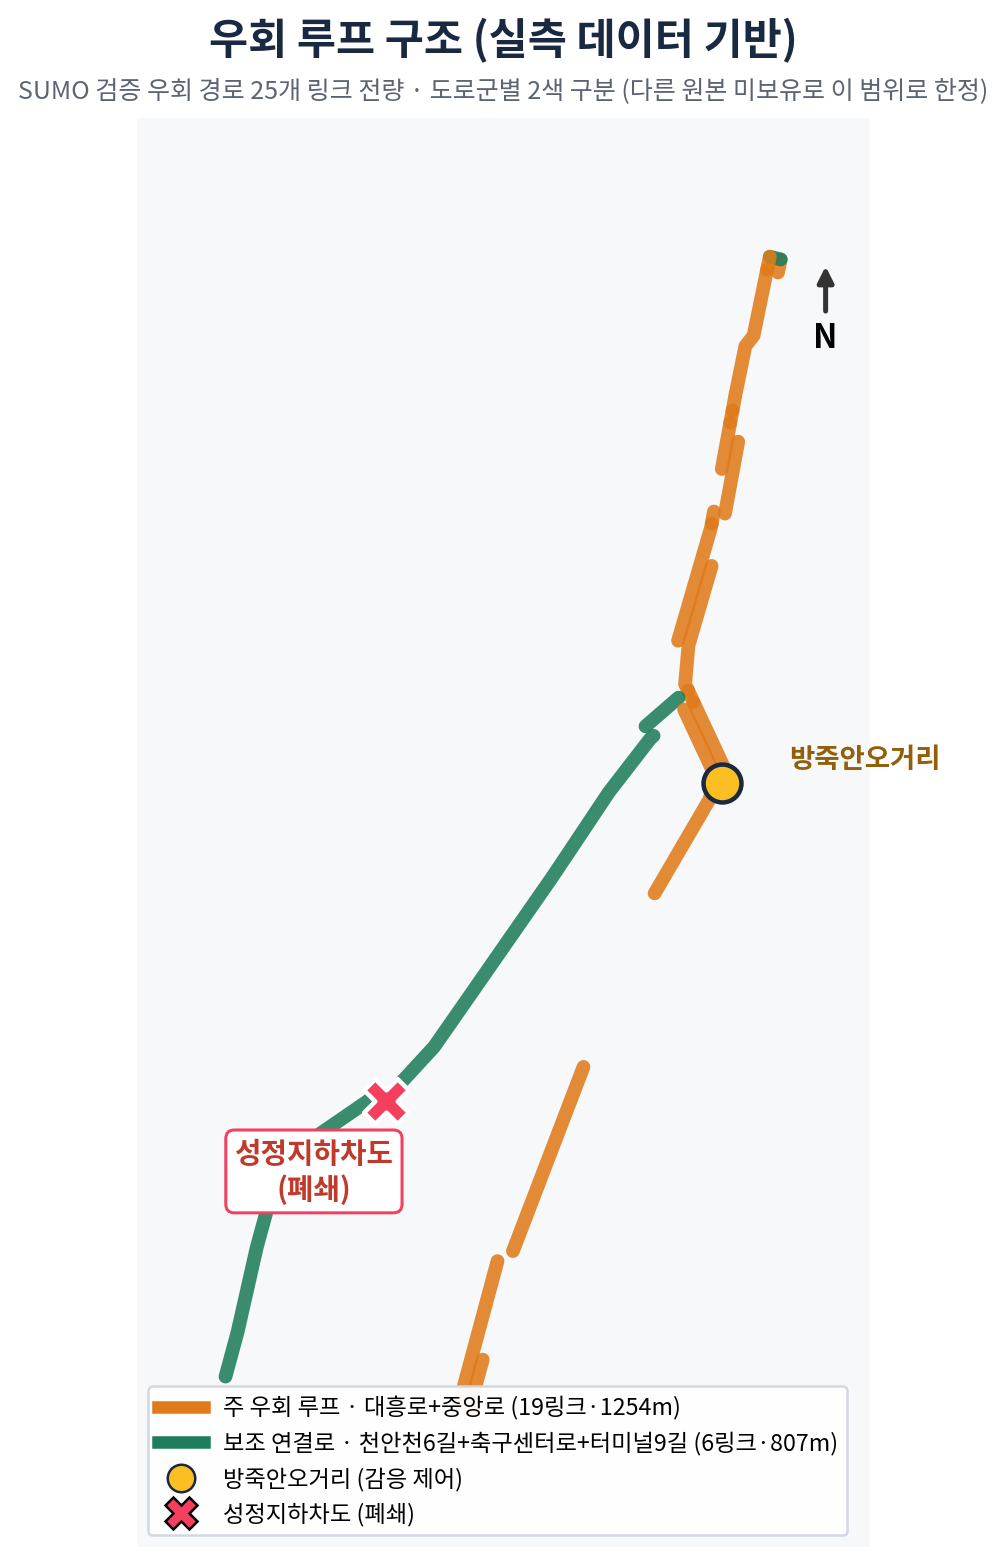 우회 루프 구조 (실측 데이터 기반)
SUMO 검증 우회 경로 25개 링크 전량 · 도로군별 2색 구분 (다른 원본 미보유로 이 범위로 한정)
N
방죽안오거리
성정지하차도
(폐쇄)
주 우회 루프 · 대흥로+중앙로 (19링크·1254m)
보조 연결로 · 천안천6길+축구센터로+터미널9길 (6링크·807m)
방죽안오거리 (감응 제어)
성정지하차도 (폐쇄)